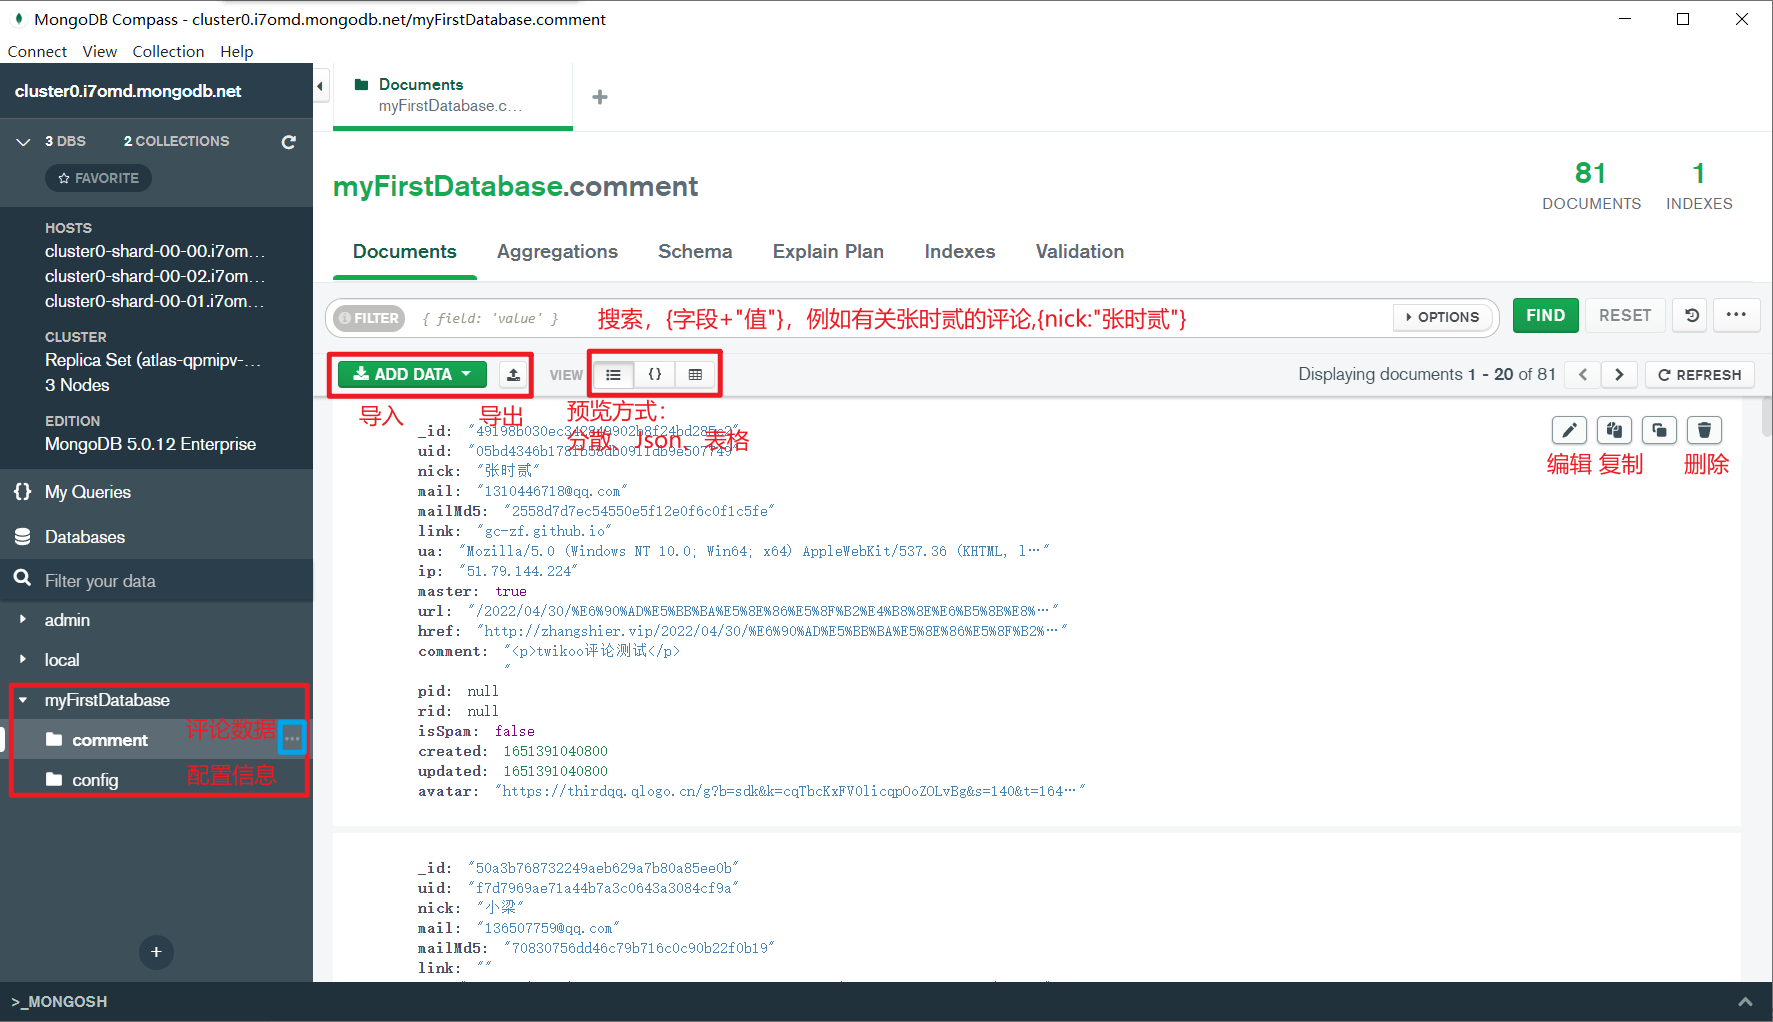 MongoDB Compass - cluster0.i7omd.mongodb.net/myFirstDatabase.comment
Connect View Collection Help
cluster0.i7omd.mongodb.net
3 DBS 2 COLLECTIONS
FAVORITE
HOSTS
cluster0-shard-00-00.i7om...
cluster0-shard-00-02.i7om...
cluster0-shard-00-01.i7om...
CLUSTER
Replica Set (atlas-qpmipv-...
3 Nodes
EDITION
MongoDB 5.0.12 Enterprise
{} My Queries
Databases
Filter your data
admin
local
myFirstDatabase
comment 评论数据
config 配置信息
+
Documents
myFirstDatabase.c...
+
myFirstDatabase.comment
81 DOCUMENTS
1 INDEXES
Documents Aggregations Schema Explain Plan Indexes Validation
FILTER { field: 'value' } 搜索，{字段+"值"}，例如有关张时贰的评论,{nick:"张时贰"} OPTIONS FIND RESET
ADD DATA VIEW {} Displaying documents 1 - 20 of 81 REFRESH
导入 导出 预览方式：
分散、Json、表格
编辑 复制 删除
_id:
uid:
nick: "张时贰"
mail: "1310446718@qq.com"
mailMd5: "2558d7d7ec54550e5f12e0f6c0f1c5fe"
link: "gc-zf.github.io"
ua: "Mozilla/5.0 (Windows NT 10.0; Win64; x64) AppleWebKit/537.36 (KHTML, l…"
ip: "51.79.144.224"
master: true
url: "/2022/04/30/%E6%90%AD%E5%BB%BA%E5%8E%86%E5%8F%B2%E4%B8%8E%E6%B5%8B%E8%…"
href: "http://zhangshier.vip/2022/04/30/%E6%90%AD%E5%BB%BA%E5%8E%86%E5%8F%B2%…"
comment: "<p>twikoo评论测试</p>
"
pid: null
rid: null
isSpam: false
created: 1651391040800
updated: 1651391040800
avatar: "https://thirdqq.qlogo.cn/g?b=sdk&k=cqTbcKxFV0licqpOoZOLvBg&s=140&t=164…"
_id: "50a3b768732249aeb629a7b80a85ee0b"
uid: "f7d7969ae71a44b7a3c0643a3084cf9a"
nick: "小梁"
mail: "136507759@qq.com"
mailMd5: "70830756dd46c79b716c0c90b22f0b19"
link: ""
>_MONGOSH